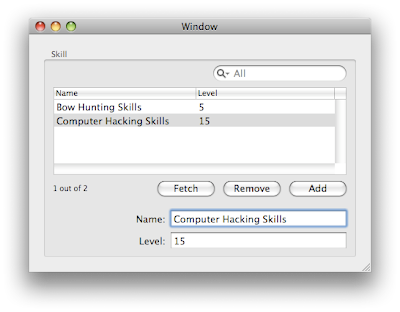 Window
Skill
All
Name Level
Bow Hunting Skills 5
Computer Hacking Skills 15
1 out of 2 Fetch Remove Add
Name: Computer Hacking Skills
Level: 15